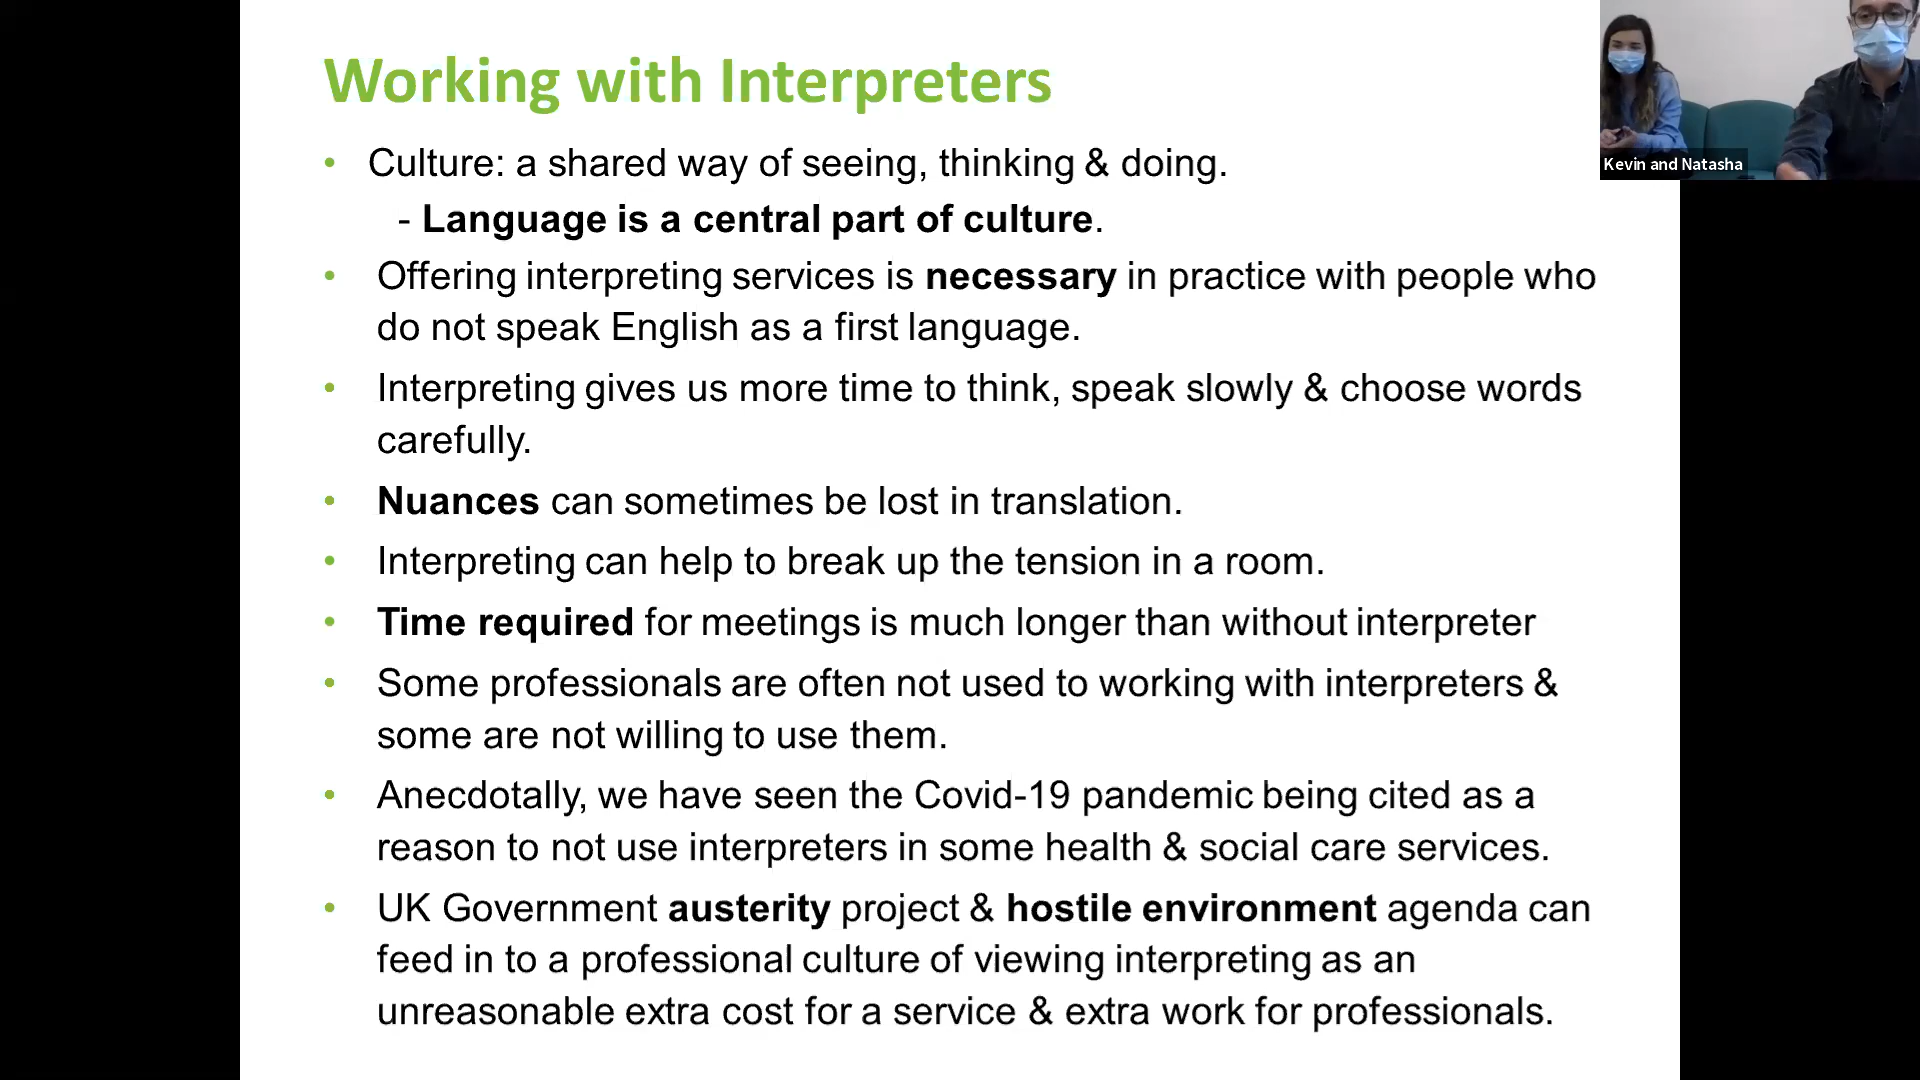 Working with Interpreters
• Culture: a shared way of seeing, thinking & doing.
- Language is a central part of culture.
• Offering interpreting services is necessary in practice with people who
do not speak English as a first language.
• Interpreting gives us more time to think, speak slowly & choose words
carefully.
• Nuances can sometimes be lost in translation.
• Interpreting can help to break up the tension in a room.
• Time required for meetings is much longer than without interpreter
• Some professionals are often not used to working with interpreters &
some are not willing to use them.
• Anecdotally, we have seen the Covid-19 pandemic being cited as a
reason to not use interpreters in some health & social care services.
• UK Government austerity project & hostile environment agenda can
feed in to a professional culture of viewing interpreting as an
unreasonable extra cost for a service & extra work for professionals.
Kevin and Natasha